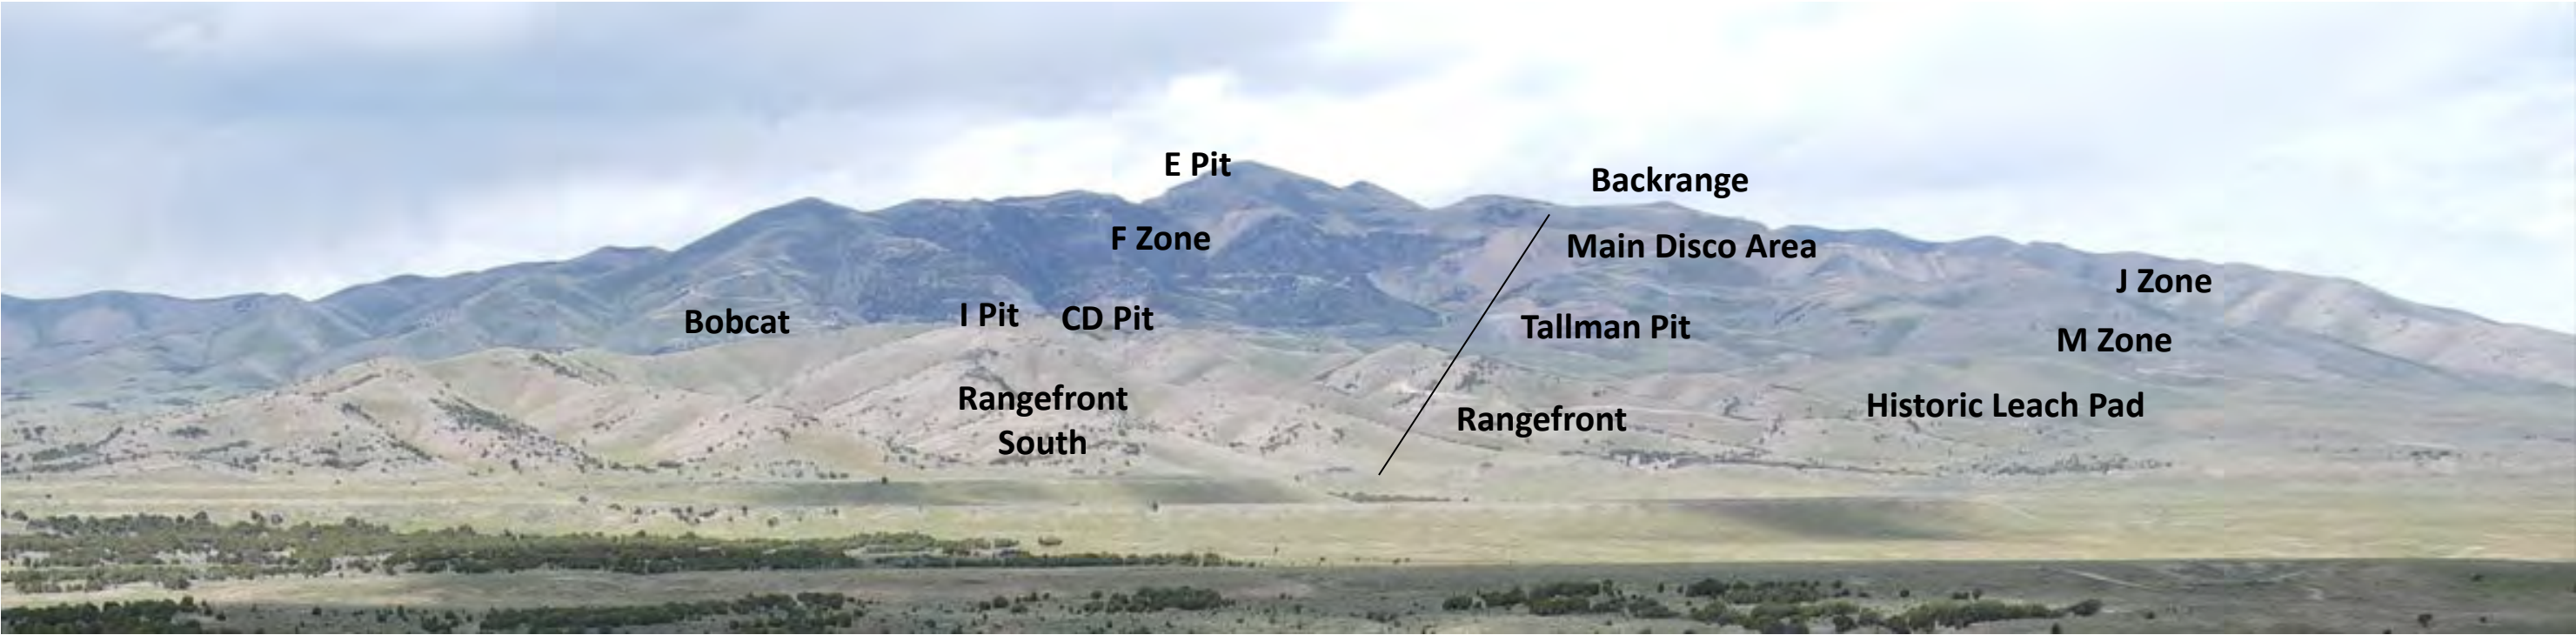 E Pit
Backrange
F Zone
Main Disco Area
J Zone
Bobcat
I Pit
CD Pit
Tallman Pit
M Zone
Rangefront
South
Rangefront
Historic Leach Pad